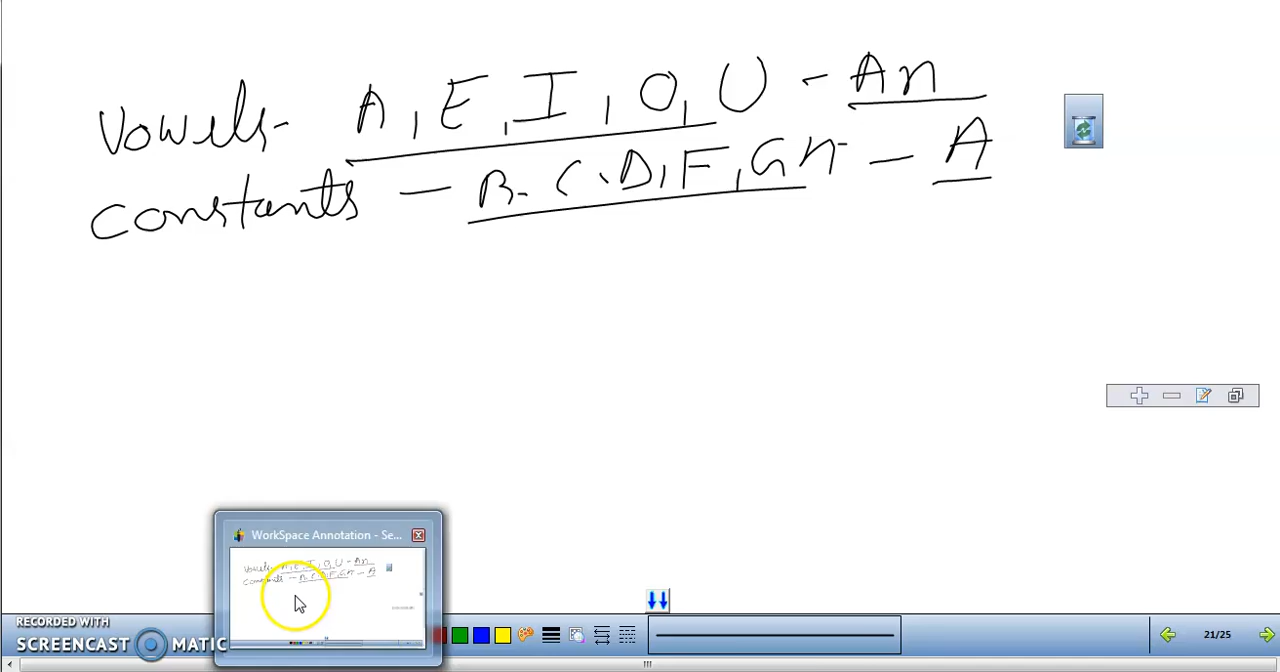 Vowels- A, E, I, O, U - An
constants - B. C. D, F, G n - A
WorkSpace Annotation - Se...
RECORDED WITH
SCREENCAST MATIC
21/25